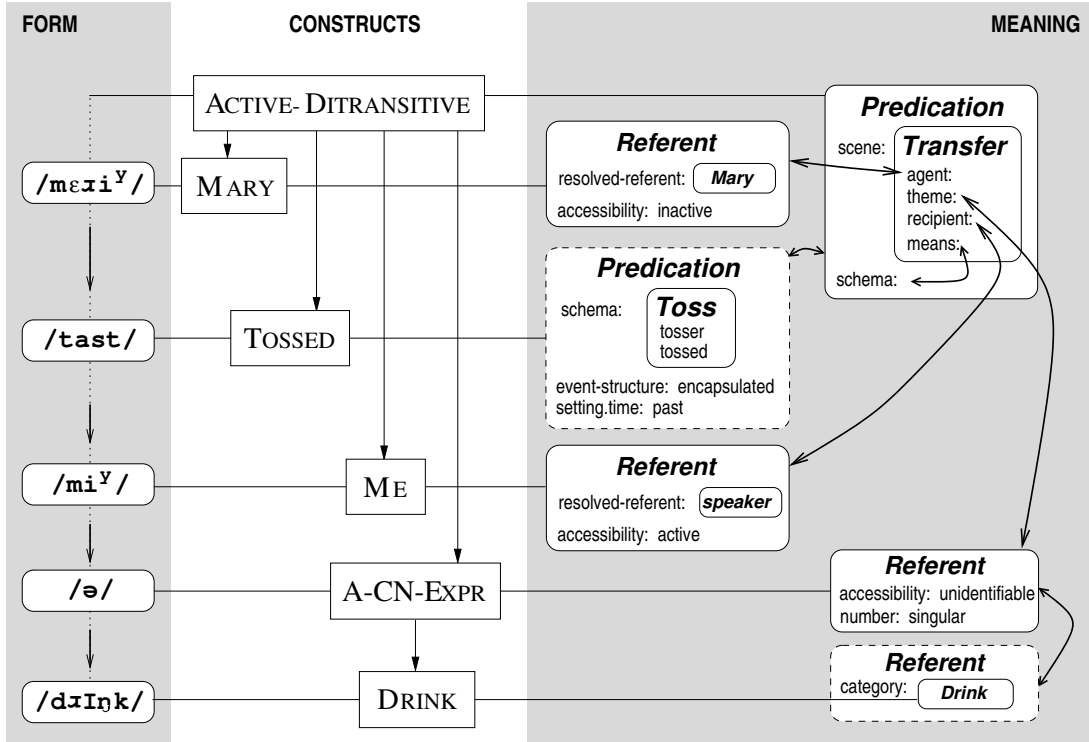 FORM
CONSTRUCTS
MEANING
ACTIVE-DITRANSITIVE
Predication
scene: Transfer
agent:
theme:
recipient:
means:
schema:
/mɛɹiʸ/
MARY
Referent
resolved-referent: Mary
accessibility: inactive
/tast/
TOSSED
Predication
schema: Toss
tosser
tossed
event-structure: encapsulated
setting.time: past
/miʸ/
ME
Referent
resolved-referent: speaker
accessibility: active
/ə/
A-CN-EXPR
Referent
accessibility: unidentifiable
number: singular
/dɹɪŋk/
DRINK
Referent
category: Drink